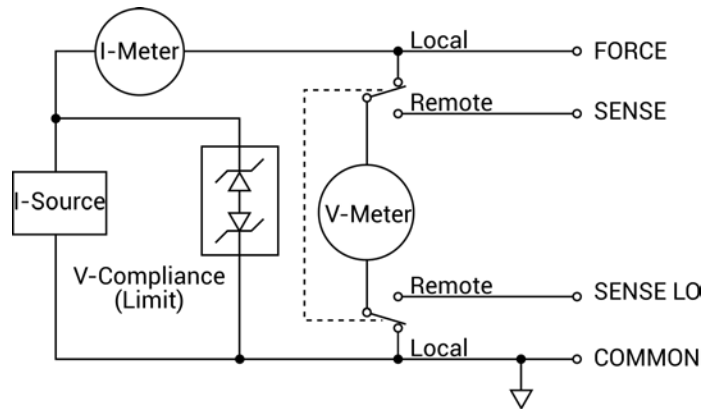 I-Meter
Local
FORCE
Remote
SENSE
I-Source
V-Meter
V-Compliance
(Limit)
Remote
SENSE LO
Local
COMMON